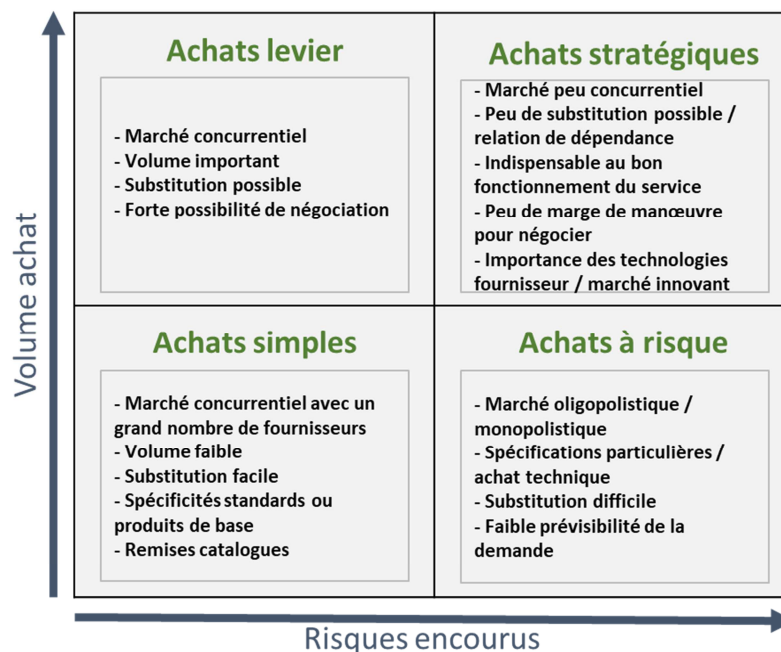 Achats levier
- Marché concurrentiel
- Volume important
- Substitution possible
- Forte possibilité de négociation
Achats stratégiques
- Marché peu concurrentiel
- Peu de substitution possible /
relation de dépendance
- Indispensable au bon
fonctionnement du service
- Peu de marge de manœuvre
pour négocier
- Importance des technologies
fournisseur / marché innovant
Achats simples
- Marché concurrentiel avec un
grand nombre de fournisseurs
- Volume faible
- Substitution facile
- Spécificités standards ou
produits de base
- Remises catalogues
Achats à risque
- Marché oligopolistique /
monopolistique
- Spécifications particulières /
achat technique
- Substitution difficile
- Faible prévisibilité de la
demande
Volume achat
Risques encourus